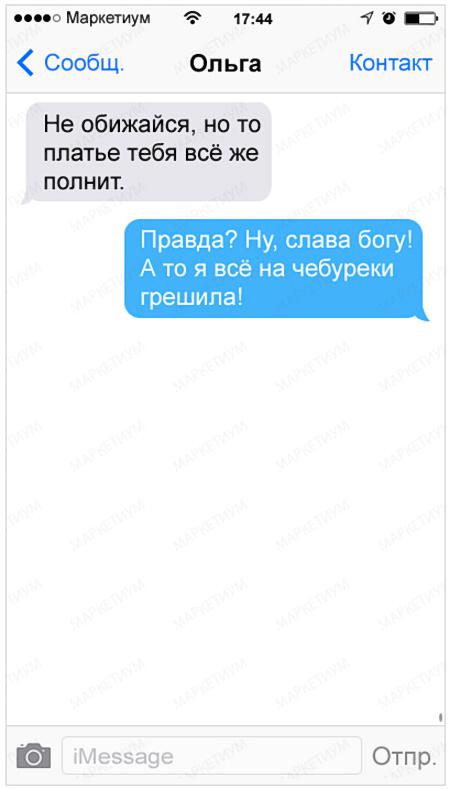 Маркетиум 17:44
Сообщ. Ольга Контакт
Не обижайся, но то
платье тебя всё же
полнит.
Правда? Ну, слава богу!
А то я всё на чебуреки
грешила!
iMessage Отпр.
МАРКЕТИУМ